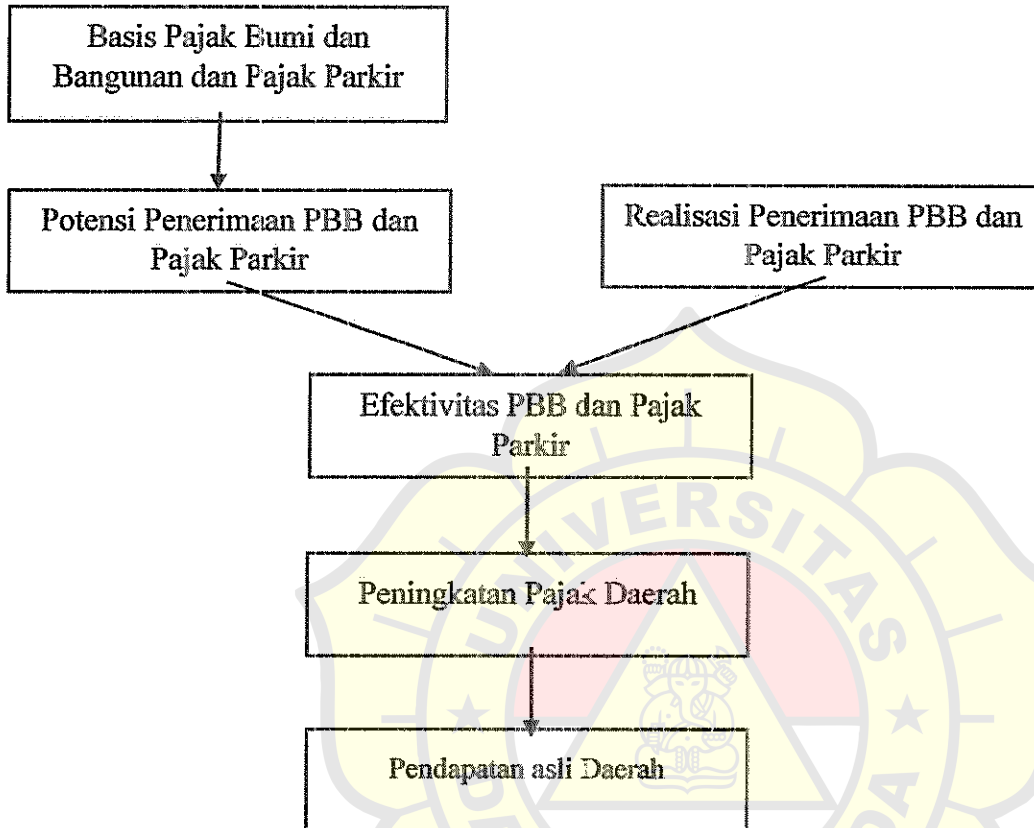 Basis Pajak Bumi dan
Bangunan dan Pajak Parkir
Potensi Penerimaan PBB dan
Pajak Parkir
Realisasi Penerimaan PBB dan
Pajak Parkir
Efektivitas PBB dan Pajak
Parkir
Peningkatan Pajak Daerah
Pendapatan asli Daerah
UNIVERSITAS